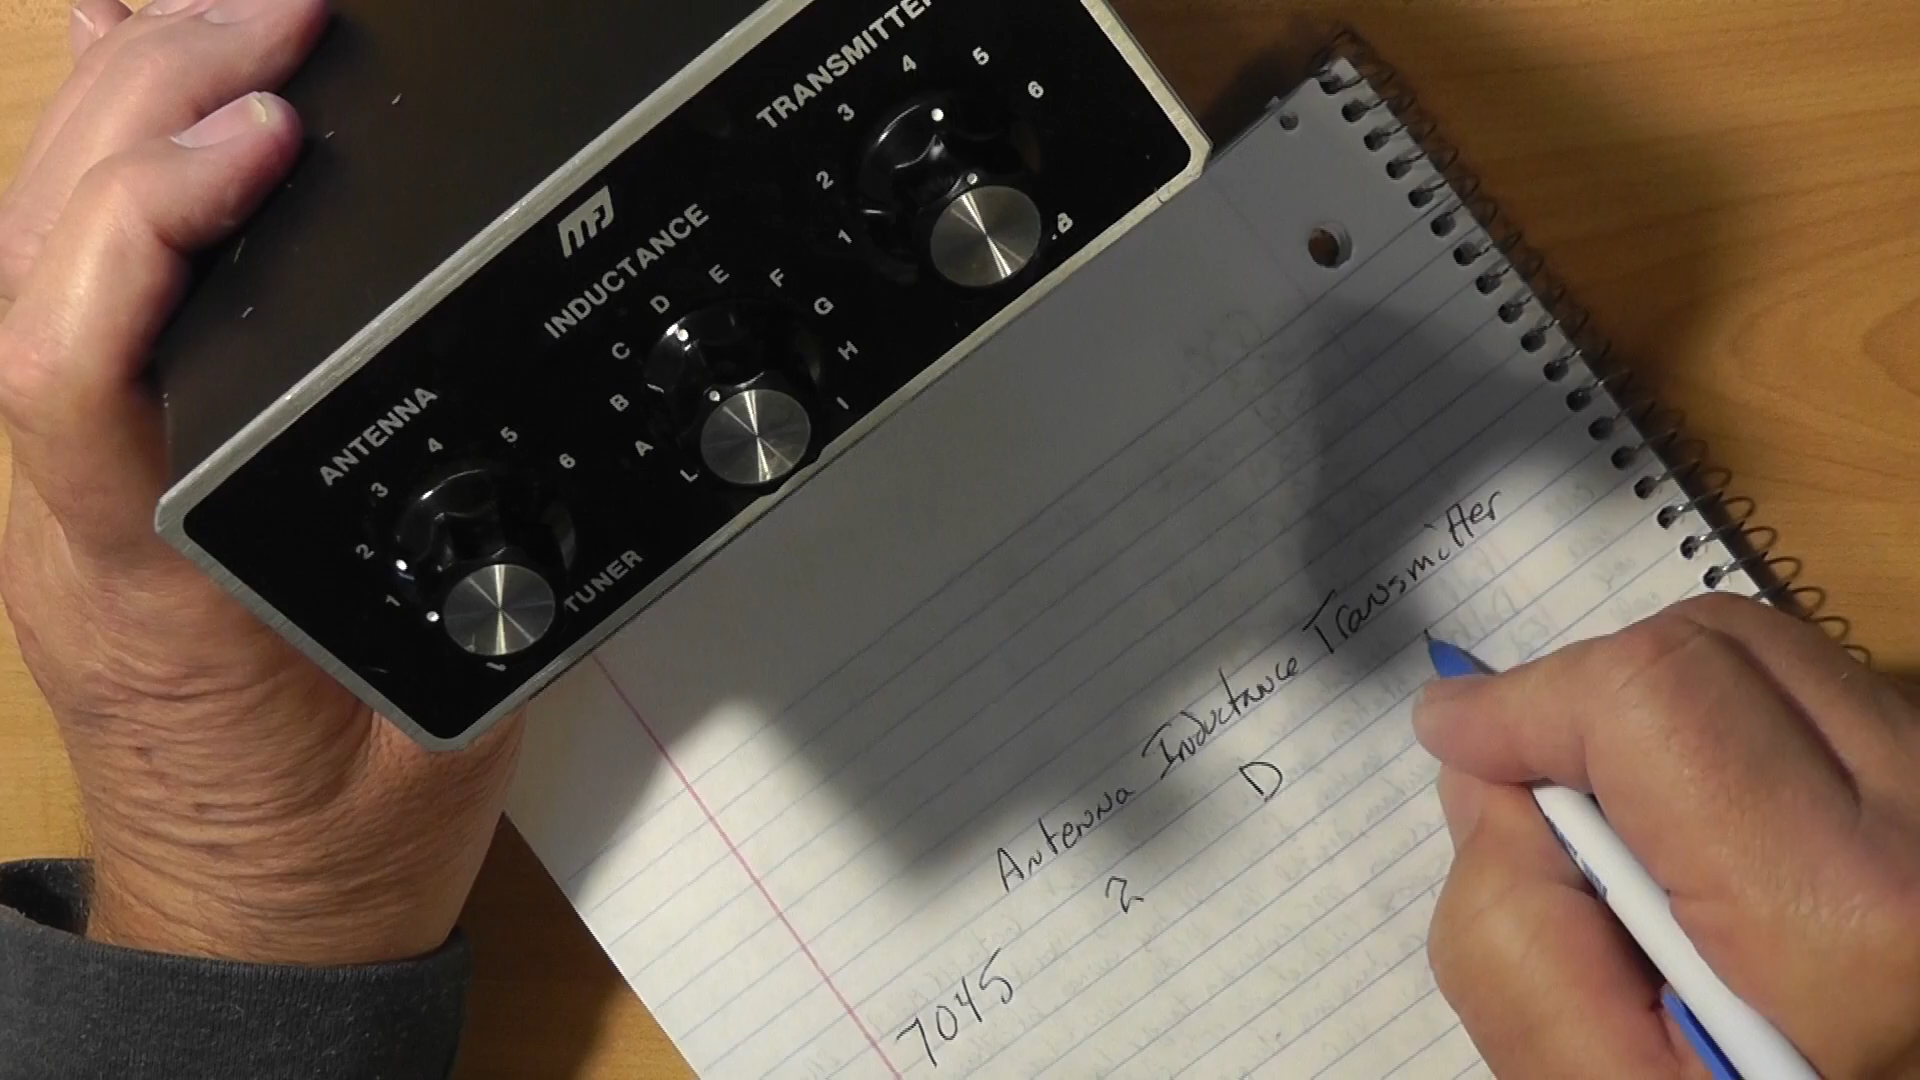 TRANSMITTER
1 2 3 4 5 6 8
MFJ
INDUCTANCE
L A B C D E F G H I
ANTENNA
1 2 3 4 5 6
TUNER
Antenna Inductance Transmitter
7045 2 D